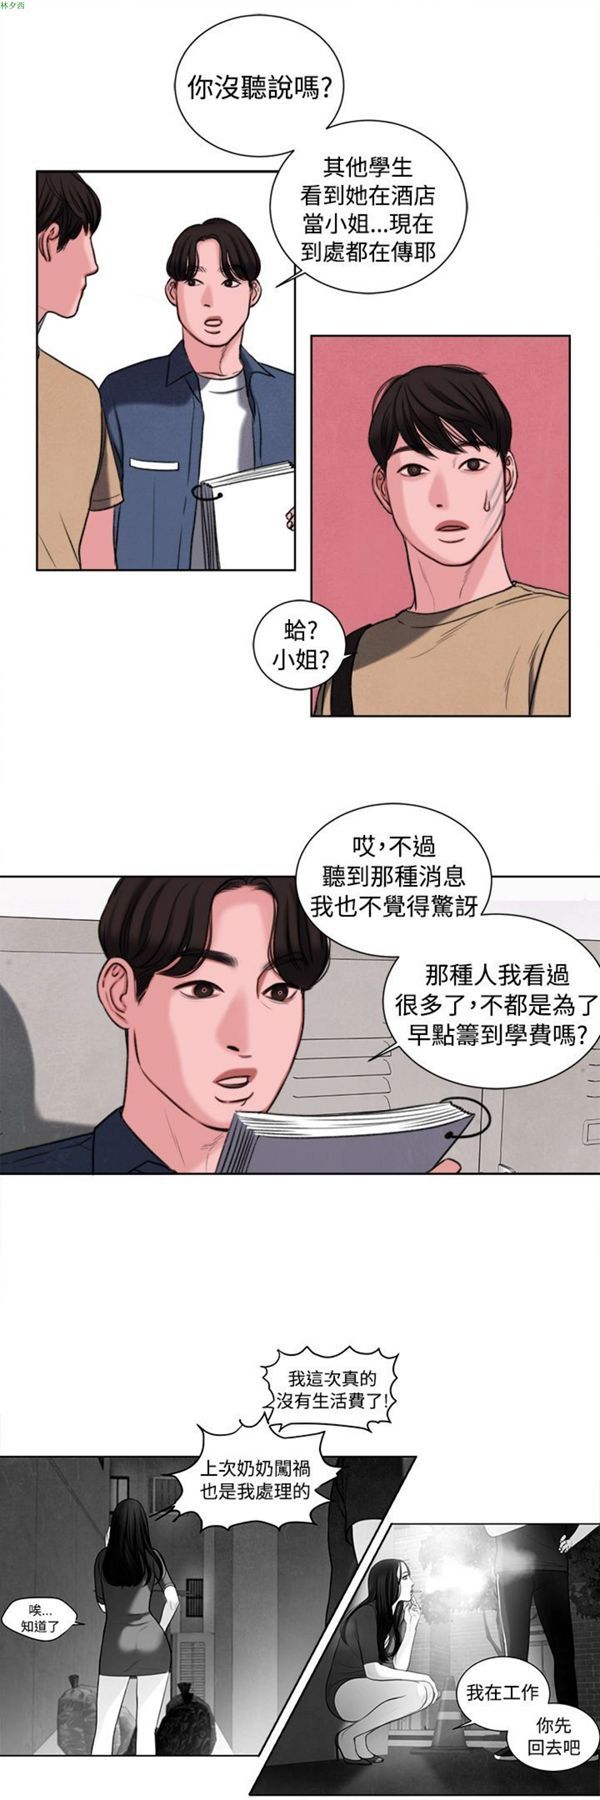 林夕西
你沒聽說嗎?
其他學生
看到她在酒店
當小姐...現在
到處都在傳耶
蛤?
小姐?
哎,不過
聽到那種消息
我也不覺得驚訝
那種人我看過
很多了,不都是為了
早點籌到學費嗎?
我這次真的
沒有生活費了!
上次奶奶闖禍
也是我處理的
唉...
知道了
我在工作
你先
回去吧